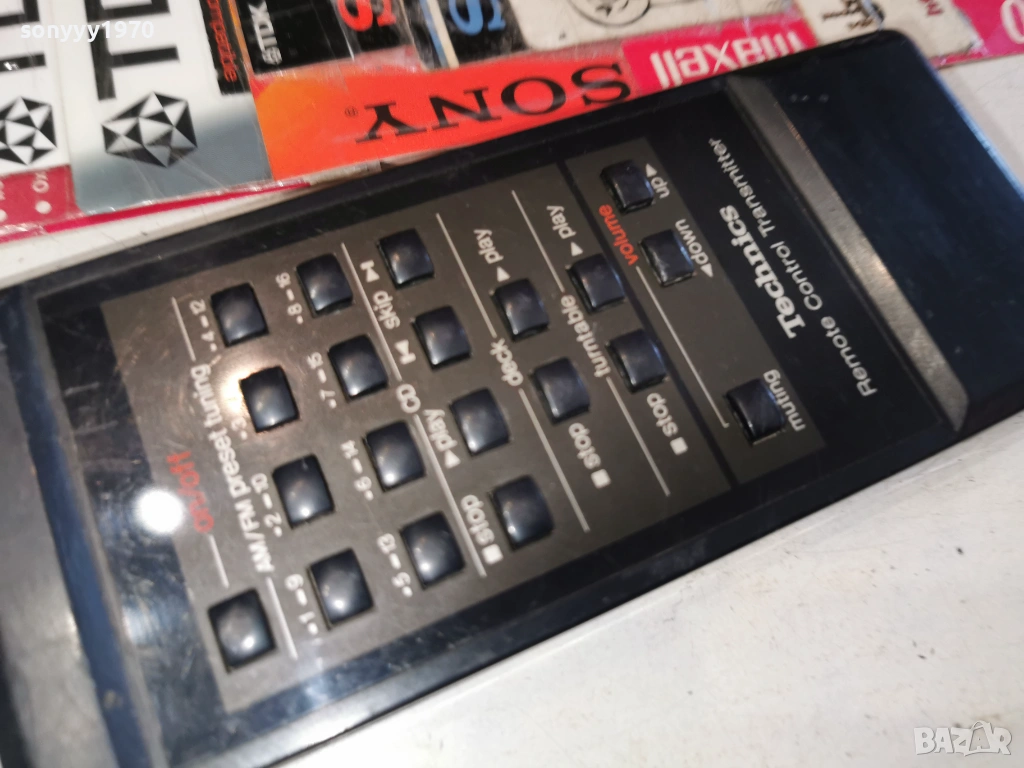 sonyyy1970
SONY
®
maxell
on/off
AM/FM preset tuning
1 — 9
2 — 10
4 — 12
5 — 13
6 — 14
7 — 15
8 — 16
CD
■ stop
▶ play
skip
deck
■ stop
◀ play
turntable
■ stop
◀ play
volume
down
up
muting
Technics
Remote Control Transmitter
BAZAR